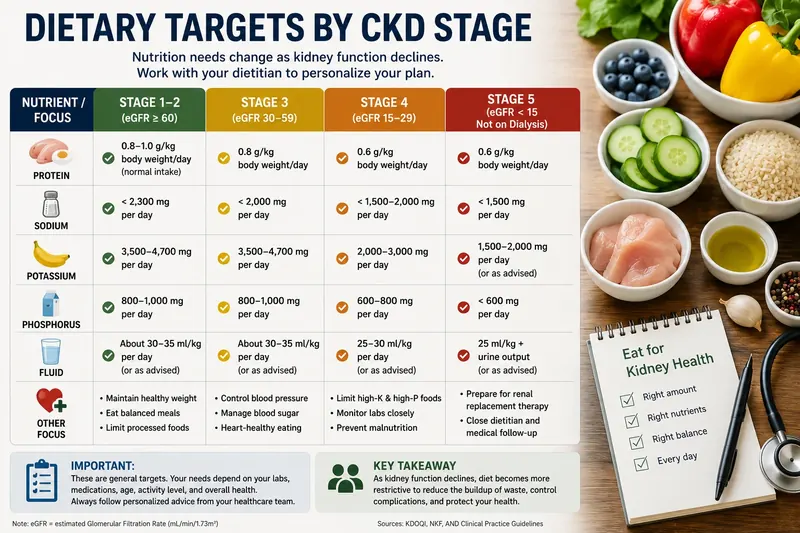 DIETARY TARGETS BY CKD STAGE
Nutrition needs change as kidney function declines.
Work with your dietitian to personalize your plan.
NUTRIENT /
FOCUS
STAGE 1–2
(eGFR ≥ 60)
STAGE 3
(eGFR 30–59)
STAGE 4
(eGFR 15–29)
STAGE 5
(eGFR < 15
Not on Dialysis)
PROTEIN
0.8–1.0 g/kg
body weight/day
(normal intake)
0.8 g/kg
body weight/day
0.6 g/kg
body weight/day
0.6 g/kg
body weight/day
SODIUM
< 2,300 mg
per day
< 2,000 mg
per day
< 1,500–2,000 mg
per day
< 1,500 mg
per day
POTASSIUM
3,500–4,700 mg
per day
3,500–4,700 mg
per day
2,000–3,000 mg
per day
1,500–2,000 mg
per day
(or as advised)
PHOSPHORUS
800–1,000 mg
per day
800–1,000 mg
per day
600–800 mg
per day
< 600 mg
per day
FLUID
About 30–35 ml/kg
per day
(or as advised)
About 30–35 ml/kg
per day
(or as advised)
25–30 ml/kg
per day
(or as advised)
25 ml/kg +
urine output
(or as advised)
OTHER
FOCUS
• Maintain healthy weight
• Eat balanced meals
• Limit processed foods
• Control blood pressure
• Manage blood sugar
• Heart-healthy eating
• Limit high-K & high-P foods
• Monitor labs closely
• Prevent malnutrition
• Prepare for renal
replacement therapy
• Close dietitian and
medical follow-up
IMPORTANT:
These are general targets. Your needs depend on your labs,
medications, age, activity level, and overall health.
Always follow personalized advice from your healthcare team.
KEY TAKEAWAY
As kidney function declines, diet becomes more
restrictive to reduce the buildup of waste, control
complications, and protect your health.
Note: eGFR = estimated Glomerular Filtration Rate (mL/min/1.73m²)
Sources: KDOQI, NKF, AND Clinical Practice Guidelines
Eat for
Kidney Health
Right amount
Right nutrients
Right balance
Every day